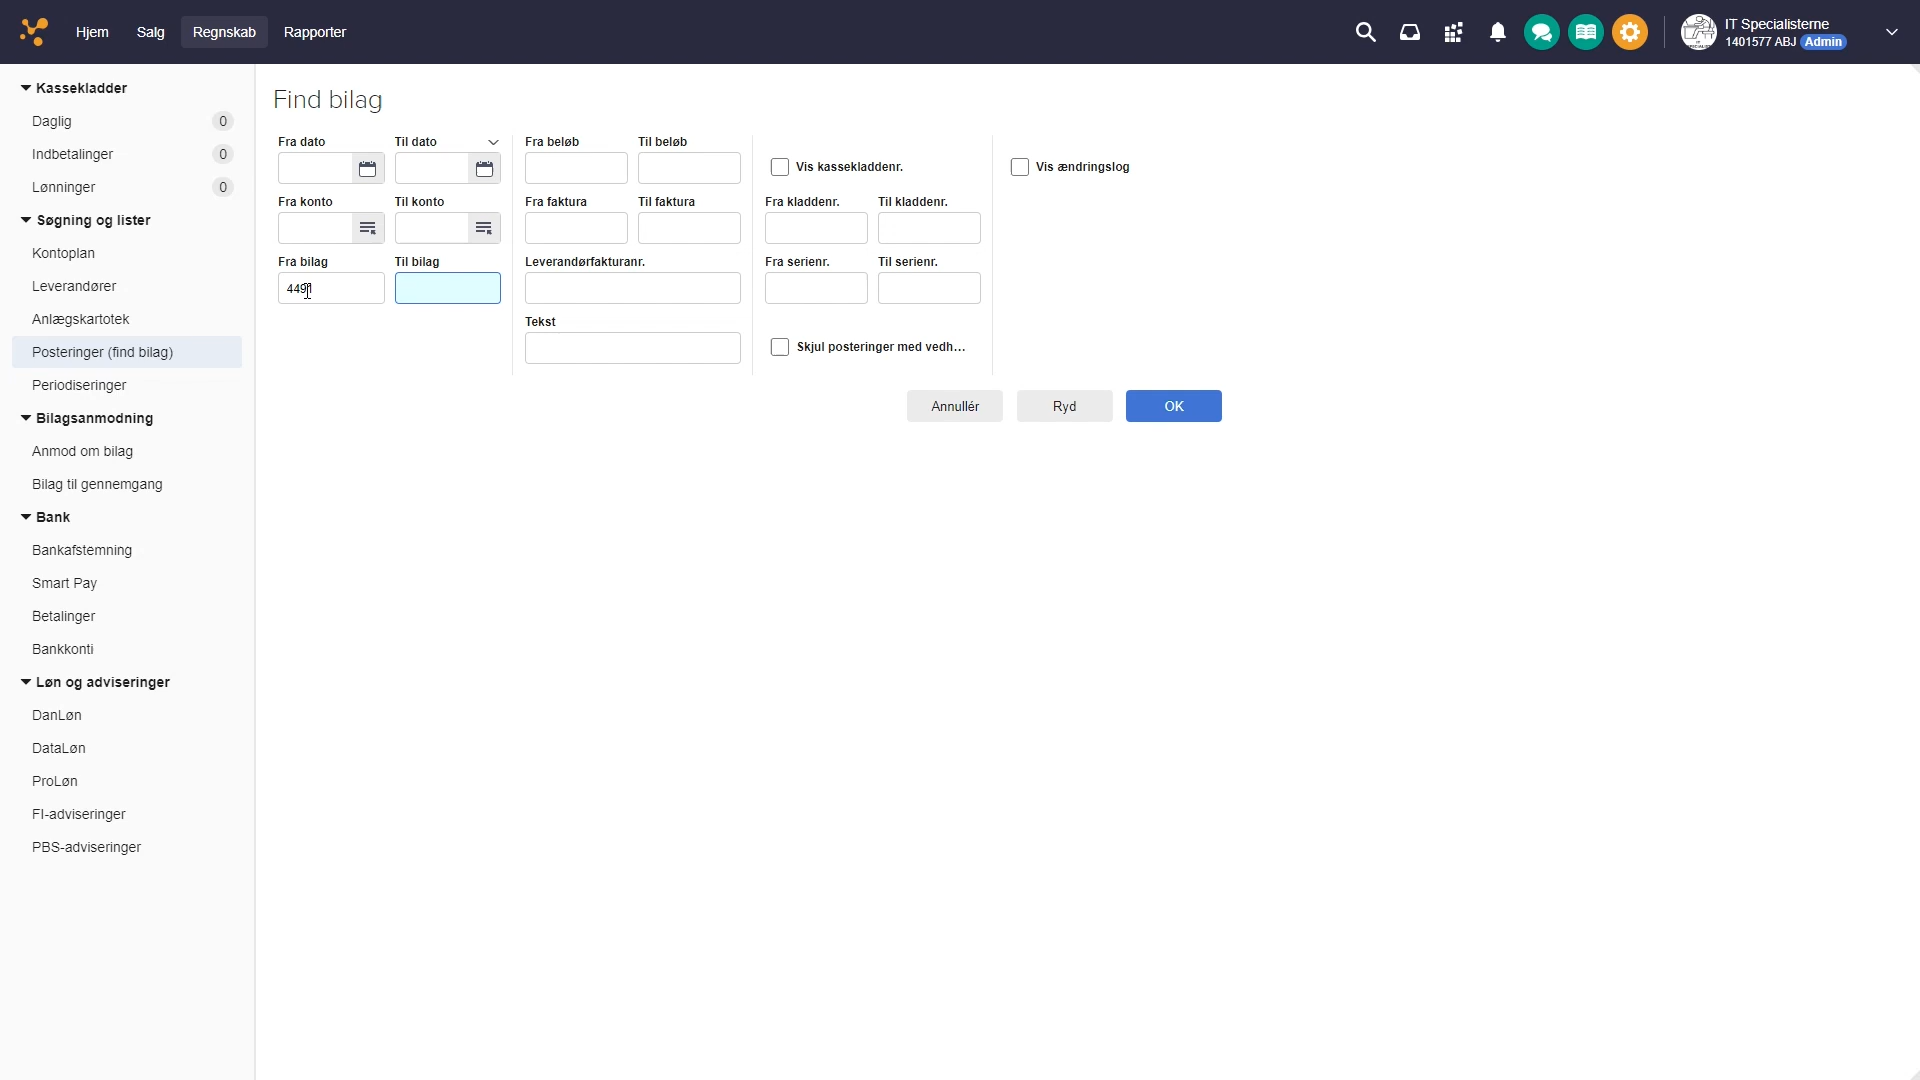 Hjem
Salg
Regnskab
Rapporter
IT Specialisterne
1401577 ABJ Admin
Kassekladder
Daglig 0
Indbetalinger 0
Lønninger 0
Søgning og lister
Kontoplan
Leverandører
Anlægskartotek
Posteringer (find bilag)
Periodiseringer
Bilagsanmodning
Anmod om bilag
Bilag til gennemgang
Bank
Bankafstemning
Smart Pay
Betalinger
Bankkonti
Løn og adviseringer
DanLøn
DataLøn
ProLøn
FI-adviseringer
PBS-adviseringer
Find bilag
Fra dato Til dato
Fra konto Til konto
Fra bilag Til bilag
Fra beløb Til beløb
Fra faktura Til faktura
Leverandørfakturanr.
Tekst
Vis kassekladdenr.
Fra kladdenr. Til kladdenr.
Fra serienr. Til serienr.
Skjul posteringer med vedh...
Vis ændringslog
Annullér
Ryd
OK